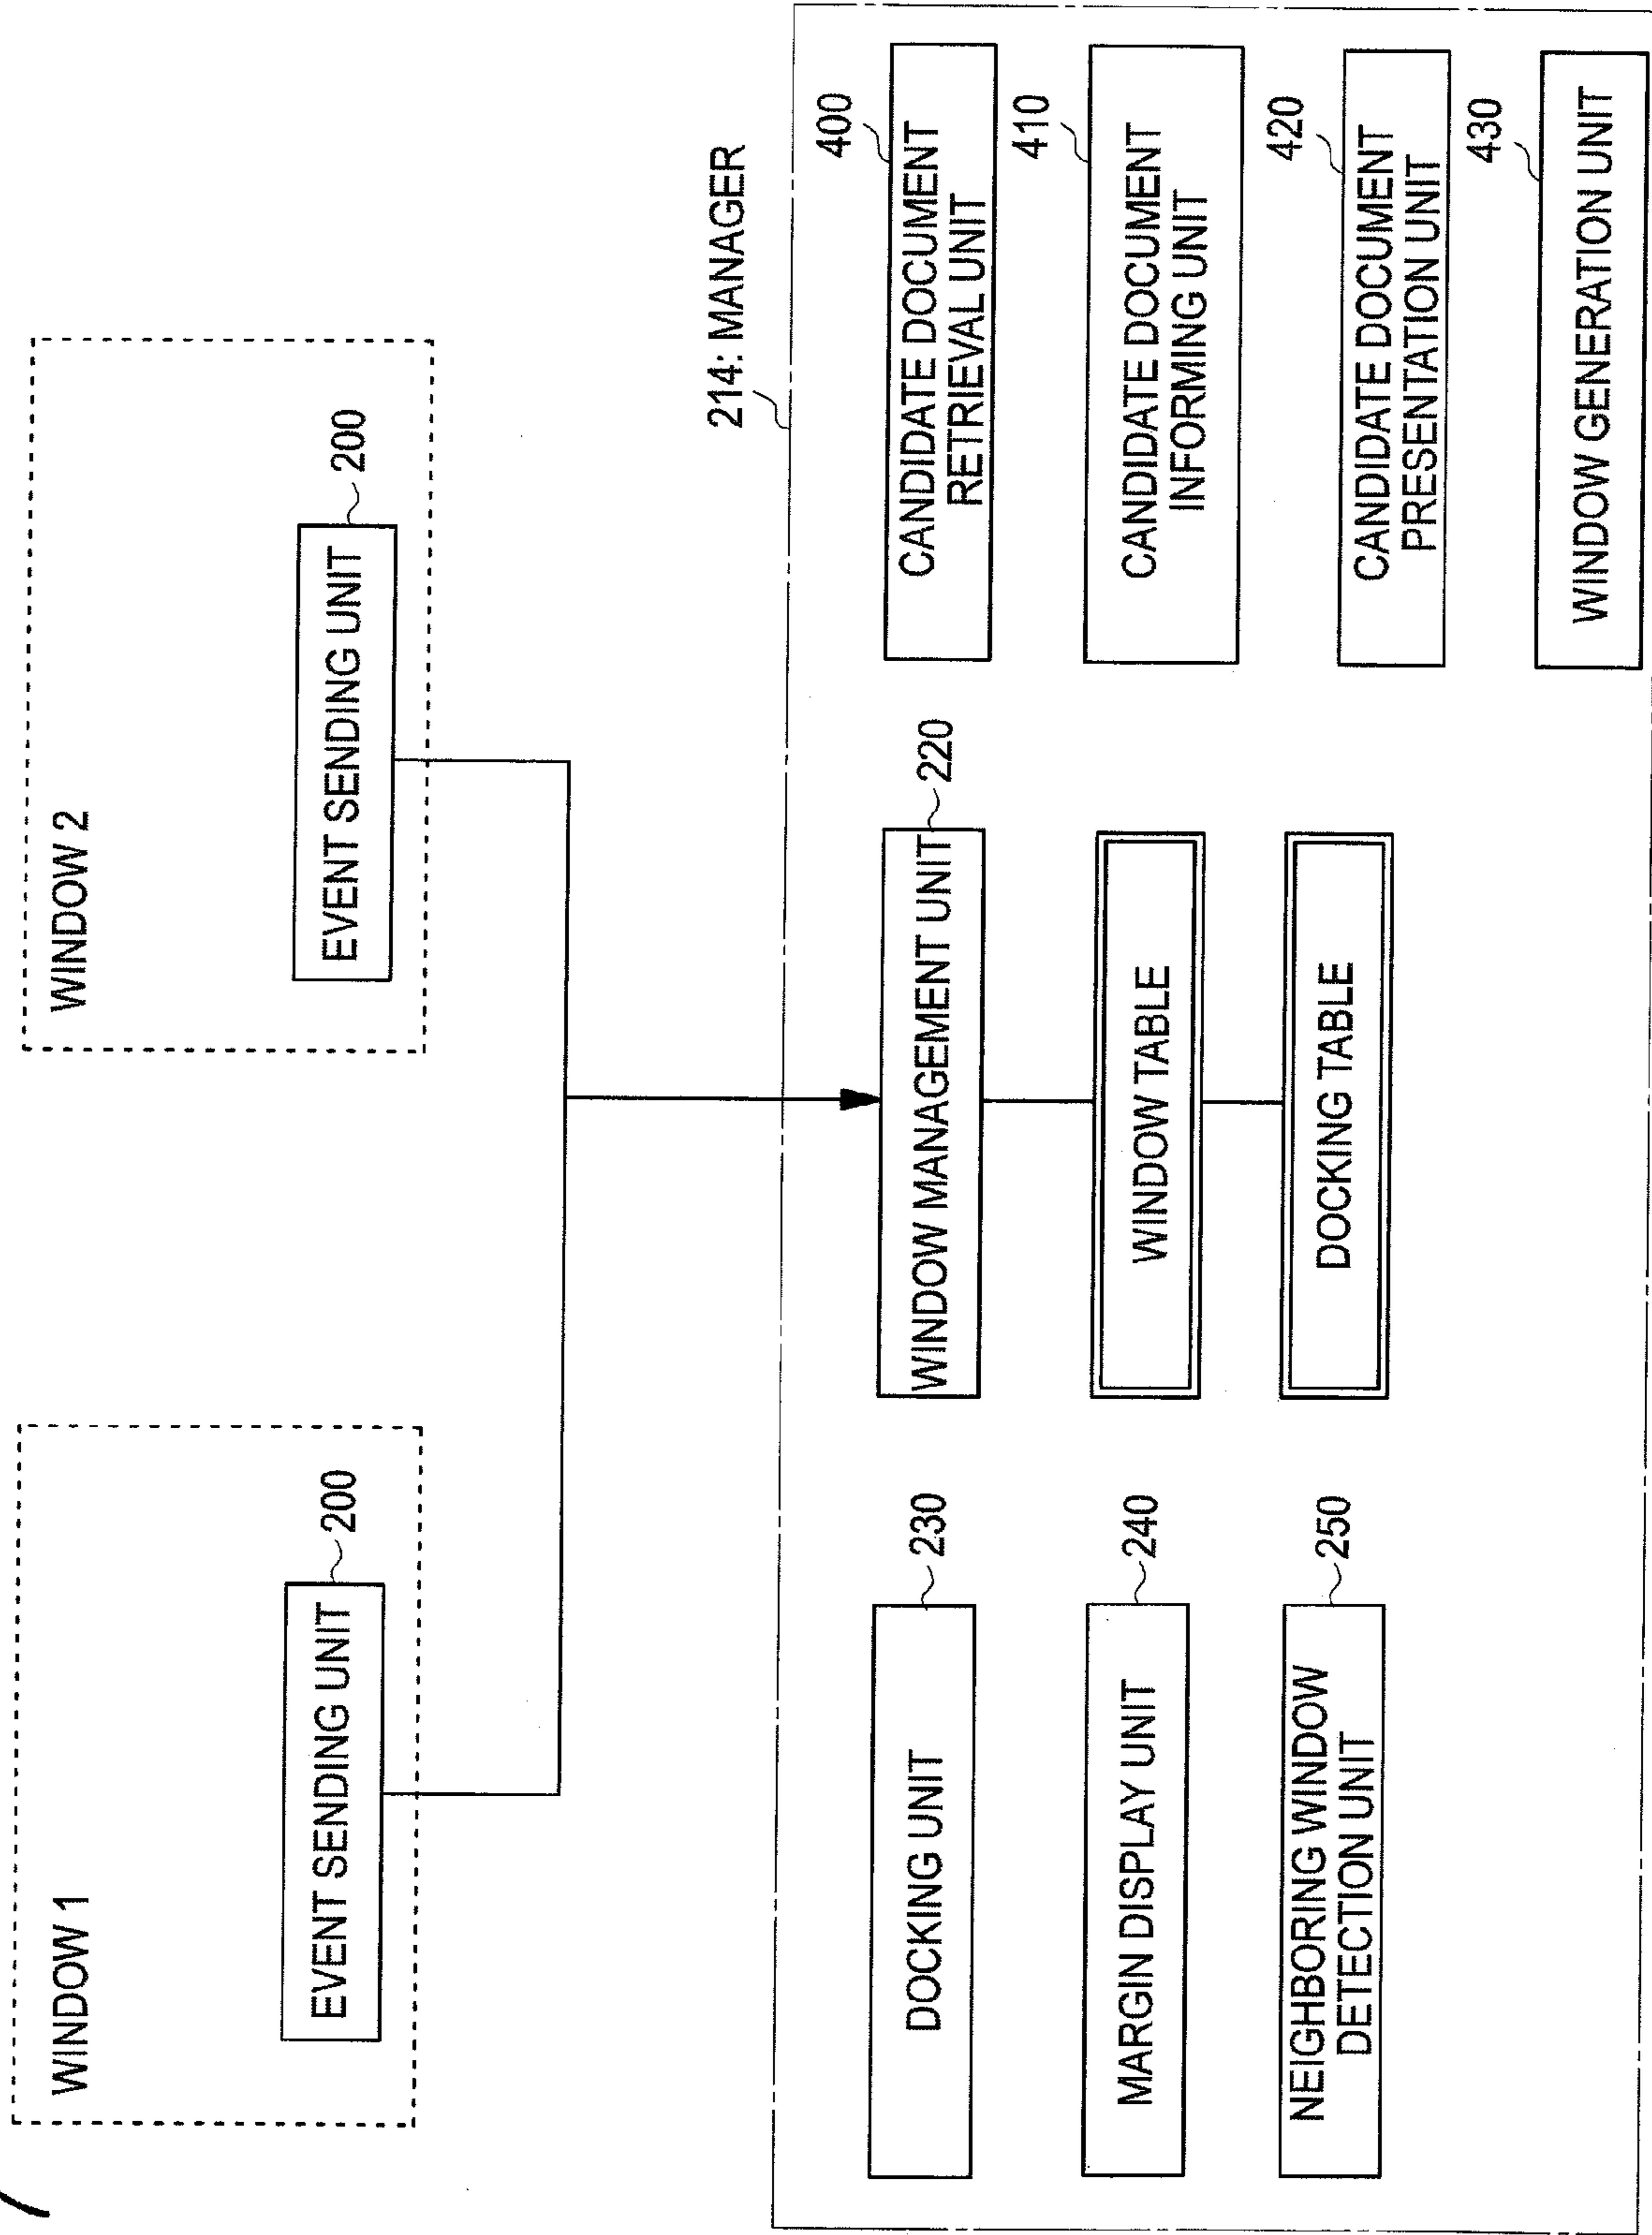 WINDOW 1
EVENT SENDING UNIT
200
WINDOW 2
EVENT SENDING UNIT
200
214: MANAGER
DOCKING UNIT
230
MARGIN DISPLAY UNIT
240
NEIGHBORING WINDOW
DETECTION UNIT
250
WINDOW MANAGEMENT UNIT
220
WINDOW TABLE
DOCKING TABLE
CANDIDATE DOCUMENT
RETRIEVAL UNIT
400
CANDIDATE DOCUMENT
INFORMING UNIT
410
CANDIDATE DOCUMENT
PRESENTATION UNIT
420
WINDOW GENERATION UNIT
430